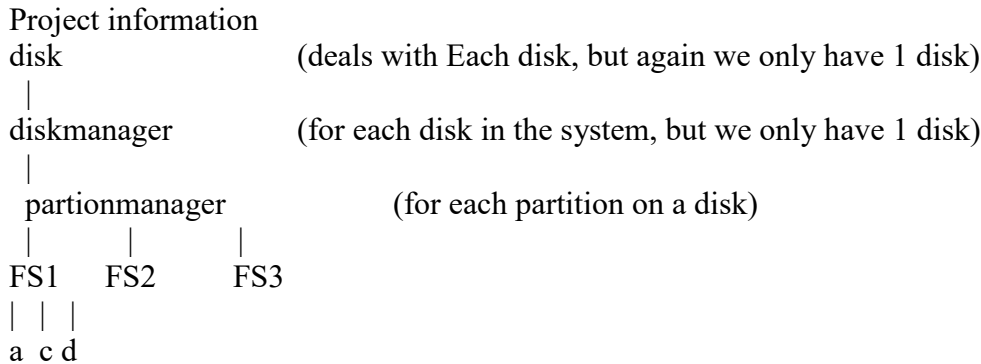 Project information
disk (deals with Each disk, but again we only have 1 disk)
|
diskmanager (for each disk in the system, but we only have 1 disk)
|
partionmanager (for each partition on a disk)
| | |
FS1 FS2 FS3
| | |
a c d